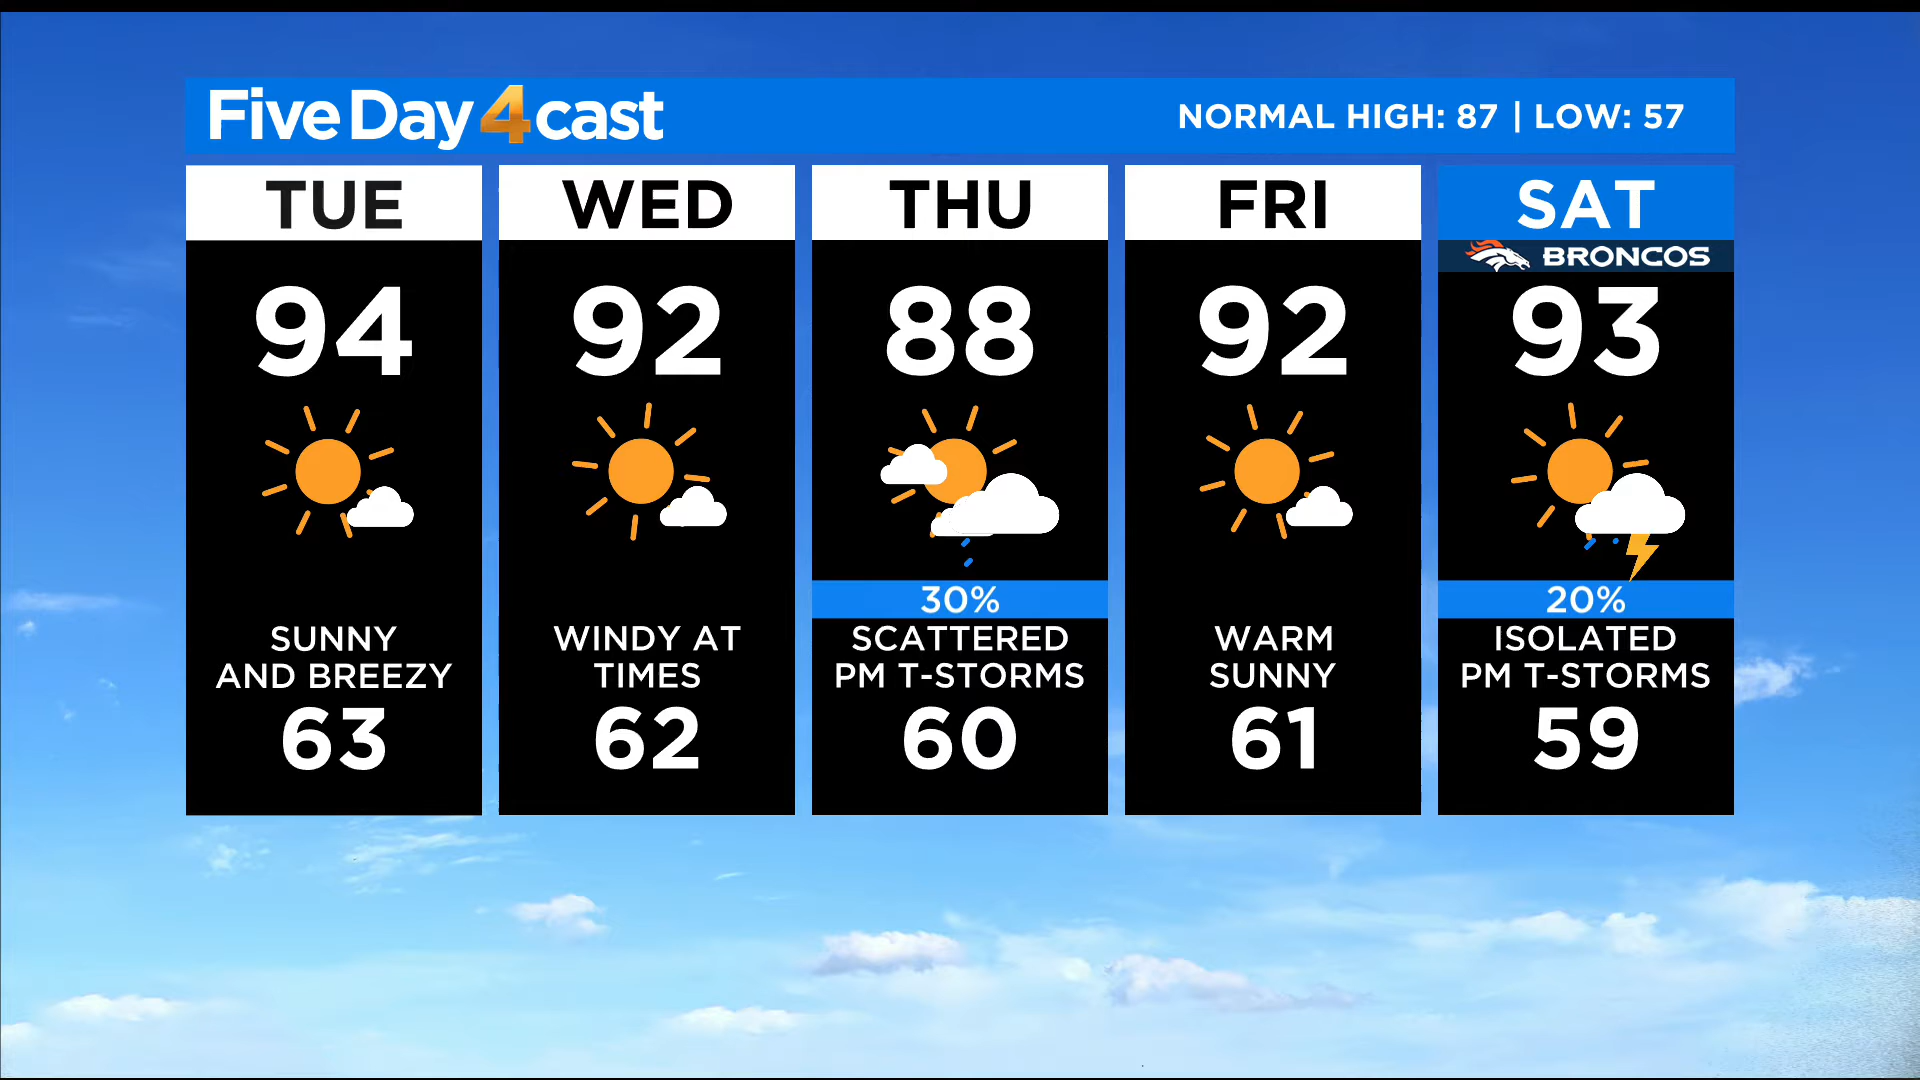 Five Day 4cast
NORMAL HIGH: 87 | LOW: 57
TUE
94
SUNNY
AND BREEZY
63
WED
92
WINDY AT
TIMES
62
THU
88
30%
SCATTERED
PM T-STORMS
60
FRI
92
WARM
SUNNY
61
SAT
BRONCOS
93
20%
ISOLATED
PM T-STORMS
59